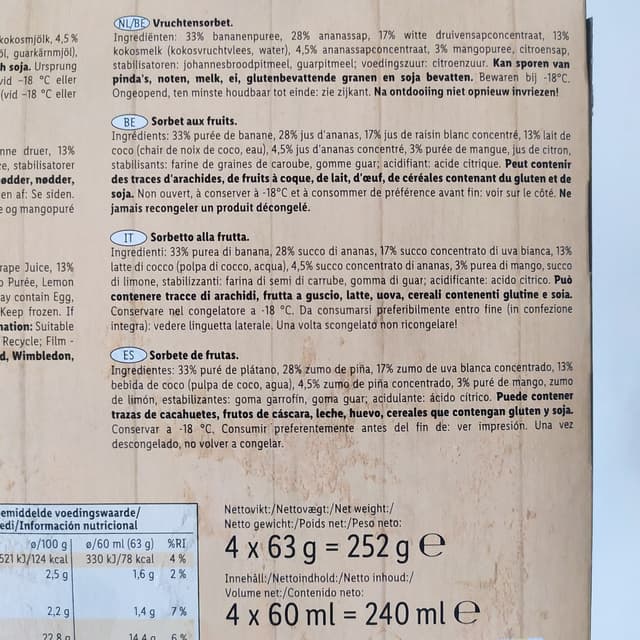 kokosmjölk, 4,5 %
öl, guarkärnmjöl),
h soja. Ursprung
vid -18 °C eller
(vid -18 °C eller
nne druer, 13%
e, stabilisatorer
ødder, nødder,
en af: Se siden.
e og mangopuré
rape Juice, 13%
o Purée, Lemon
ay contain Egg,
Keep frozen. If
mation: Suitable
Recycle; Film -
d, Wimbledon,
NL/BE Vruchtensorbet.
Ingrediënten: 33% bananenpuree, 28% ananassap, 17% witte druivensapconcentraat, 13%
kokosmelk (kokosvruchtvlees, water), 4,5% ananassapconcentraat, 3% mangopuree, citroensap,
stabilisatoren: johannesbroodpitmeel, guarpitmeel; voedingszuur: citroenzuur. Kan sporen van
pinda's, noten, melk, ei, glutenbevattende granen en soja bevatten. Bewaren bij -18°C.
Ongeopend, ten minste houdbaar tot einde: zie zijkant. Na ontdooiing niet opnieuw invriezen!
BE Sorbet aux fruits.
Ingrédients: 33% purée de banane, 28% jus d'ananas, 17% jus de raisin blanc concentré, 13% lait de
coco (chair de noix de coco, eau), 4,5% jus d'ananas concentré, 3% purée de mangue, jus de citron,
stabilisants: farine de graines de caroube, gomme guar; acidifiant: acide citrique. Peut contenir
des traces d'arachides, de fruits à coque, de lait, d'œuf, de céréales contenant du gluten et de
soja. Non ouvert, à conserver à -18°C et à consommer de préférence avant fin: voir sur le côté. Ne
jamais recongeler un produit décongelé.
IT Sorbetto alla frutta.
Ingredienti: 33% purea di banana, 28% succo di ananas, 17% succo concentrato di uva bianca, 13%
latte di cocco (polpa di cocco, acqua), 4,5% succo concentrato di ananas, 3% purea di mango, succo
di limone, stabilizzanti: farina di semi di carrube, gomma di guar; acidificante: acido citrico. Può
contenere tracce di arachidi, frutta a guscio, latte, uova, cereali contenenti glutine e soia.
Conservare nel congelatore a -18 °C. Da consumarsi preferibilmente entro fine (in confezione
integra): vedere linguetta laterale. Una volta scongelato non ricongelare!
ES Sorbete de frutas.
Ingredientes: 33% puré de plátano, 28% zumo de piña, 17% zumo de uva blanca concentrado, 13%
bebida de coco (pulpa de coco, agua), 4,5% zumo de piña concentrado, 3% puré de mango, zumo
de limón, estabilizantes: goma garrofín, goma guar; acidulante: ácido cítrico. Puede contener
trazas de cacahuetes, frutos de cáscara, leche, huevo, cereales que contengan gluten y soja.
Conservar a -18 °C. Consumir preferentemente antes del fin de: ver impresión. Una vez
descongelado, no volver a congelar.
emiddelde voedingswaarde/
edi/Información nutricional
ø/100 g ø/60 ml (63 g) %RI
521 kJ/124 kcal 330 kJ/78 kcal 4 %
2,5 g 1,6 g 2 %
2,2 g 1,4 g 7 %
22,8 g 14,4 g 6 %
Nettovikt:/Nettovægt:/Net weight:/
Netto gewicht:/Poids net:/Peso neto:
4 x 63 g = 252 g ℮
Innehåll:/Nettoindhold:/Netto inhoud:/
Volume net:/Contenido neto:
4 x 60 ml = 240 ml ℮